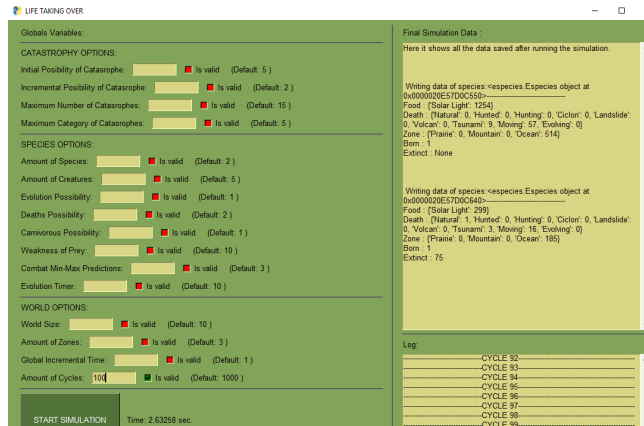 LIFE TAKING OVER
Globals Variables:
CATASTROPHY OPTIONS:
Initial Posibility of Catasrophe: Is valid (Default: 5 )
Incremental Posibility of Catasrophe: Is valid (Default: 2 )
Maximum Number of Catasrophes: Is valid (Default: 15 )
Maximum Category of Catasrophes: Is valid (Default: 5 )
SPECIES OPTIONS:
Amount of Species: Is valid (Default: 2 )
Amount of Creatures: Is valid (Default: 5 )
Evolution Possibility: Is valid (Default: 1 )
Deaths Possibility: Is valid (Default: 2 )
Carnivorous Possibility: Is valid (Default: 1 )
Weakness of Prey: Is valid (Default: 10 )
Combat Min-Max Predictions: Is valid (Default: 3 )
Evolution Timer: Is valid (Default: 10 )
WORLD OPTIONS:
World Size: Is valid (Default: 10 )
Amount of Zones: Is valid (Default: 3 )
Global Incremental Time: Is valid (Default: 1 )
Amount of Cycles: 100 Is valid (Default: 1000 )
START SIMULATION Time: 2.63258 sec.
Final Simulation Data :
Here it shows all the data saved after running the simulation.
Writing data of species:<especies.Especies object at
0x0000020E57D0C550>--------------------------------
Food : {'Solar Light': 1254}
Death : {'Natural': 0, 'Hunted': 0, 'Hunting': 0, 'Ciclon': 0, 'Landslide':
0, 'Volcan': 0, 'Tsunami': 9, 'Moving': 57, 'Evolving': 0}
Zone : {'Prairie': 0, 'Mountain': 0, 'Ocean': 514}
Born : 1
Extinct : None
Writing data of species:<especies.Especies object at
0x0000020E57D0C640>--------------------------------
Food : {'Solar Light': 299}
Death : {'Natural': 1, 'Hunted': 0, 'Hunting': 0, 'Ciclon': 0, 'Landslide':
0, 'Volcan': 0, 'Tsunami': 3, 'Moving': 16, 'Evolving': 0}
Zone : {'Prairie': 0, 'Mountain': 0, 'Ocean': 185}
Born : 1
Extinct : 75
Log:
--------------------------------CYCLE 92--------------------------------
--------------------------------CYCLE 93--------------------------------
--------------------------------CYCLE 94--------------------------------
--------------------------------CYCLE 95--------------------------------
--------------------------------CYCLE 96--------------------------------
--------------------------------CYCLE 97--------------------------------
--------------------------------CYCLE 98--------------------------------
--------------------------------CYCLE 99--------------------------------